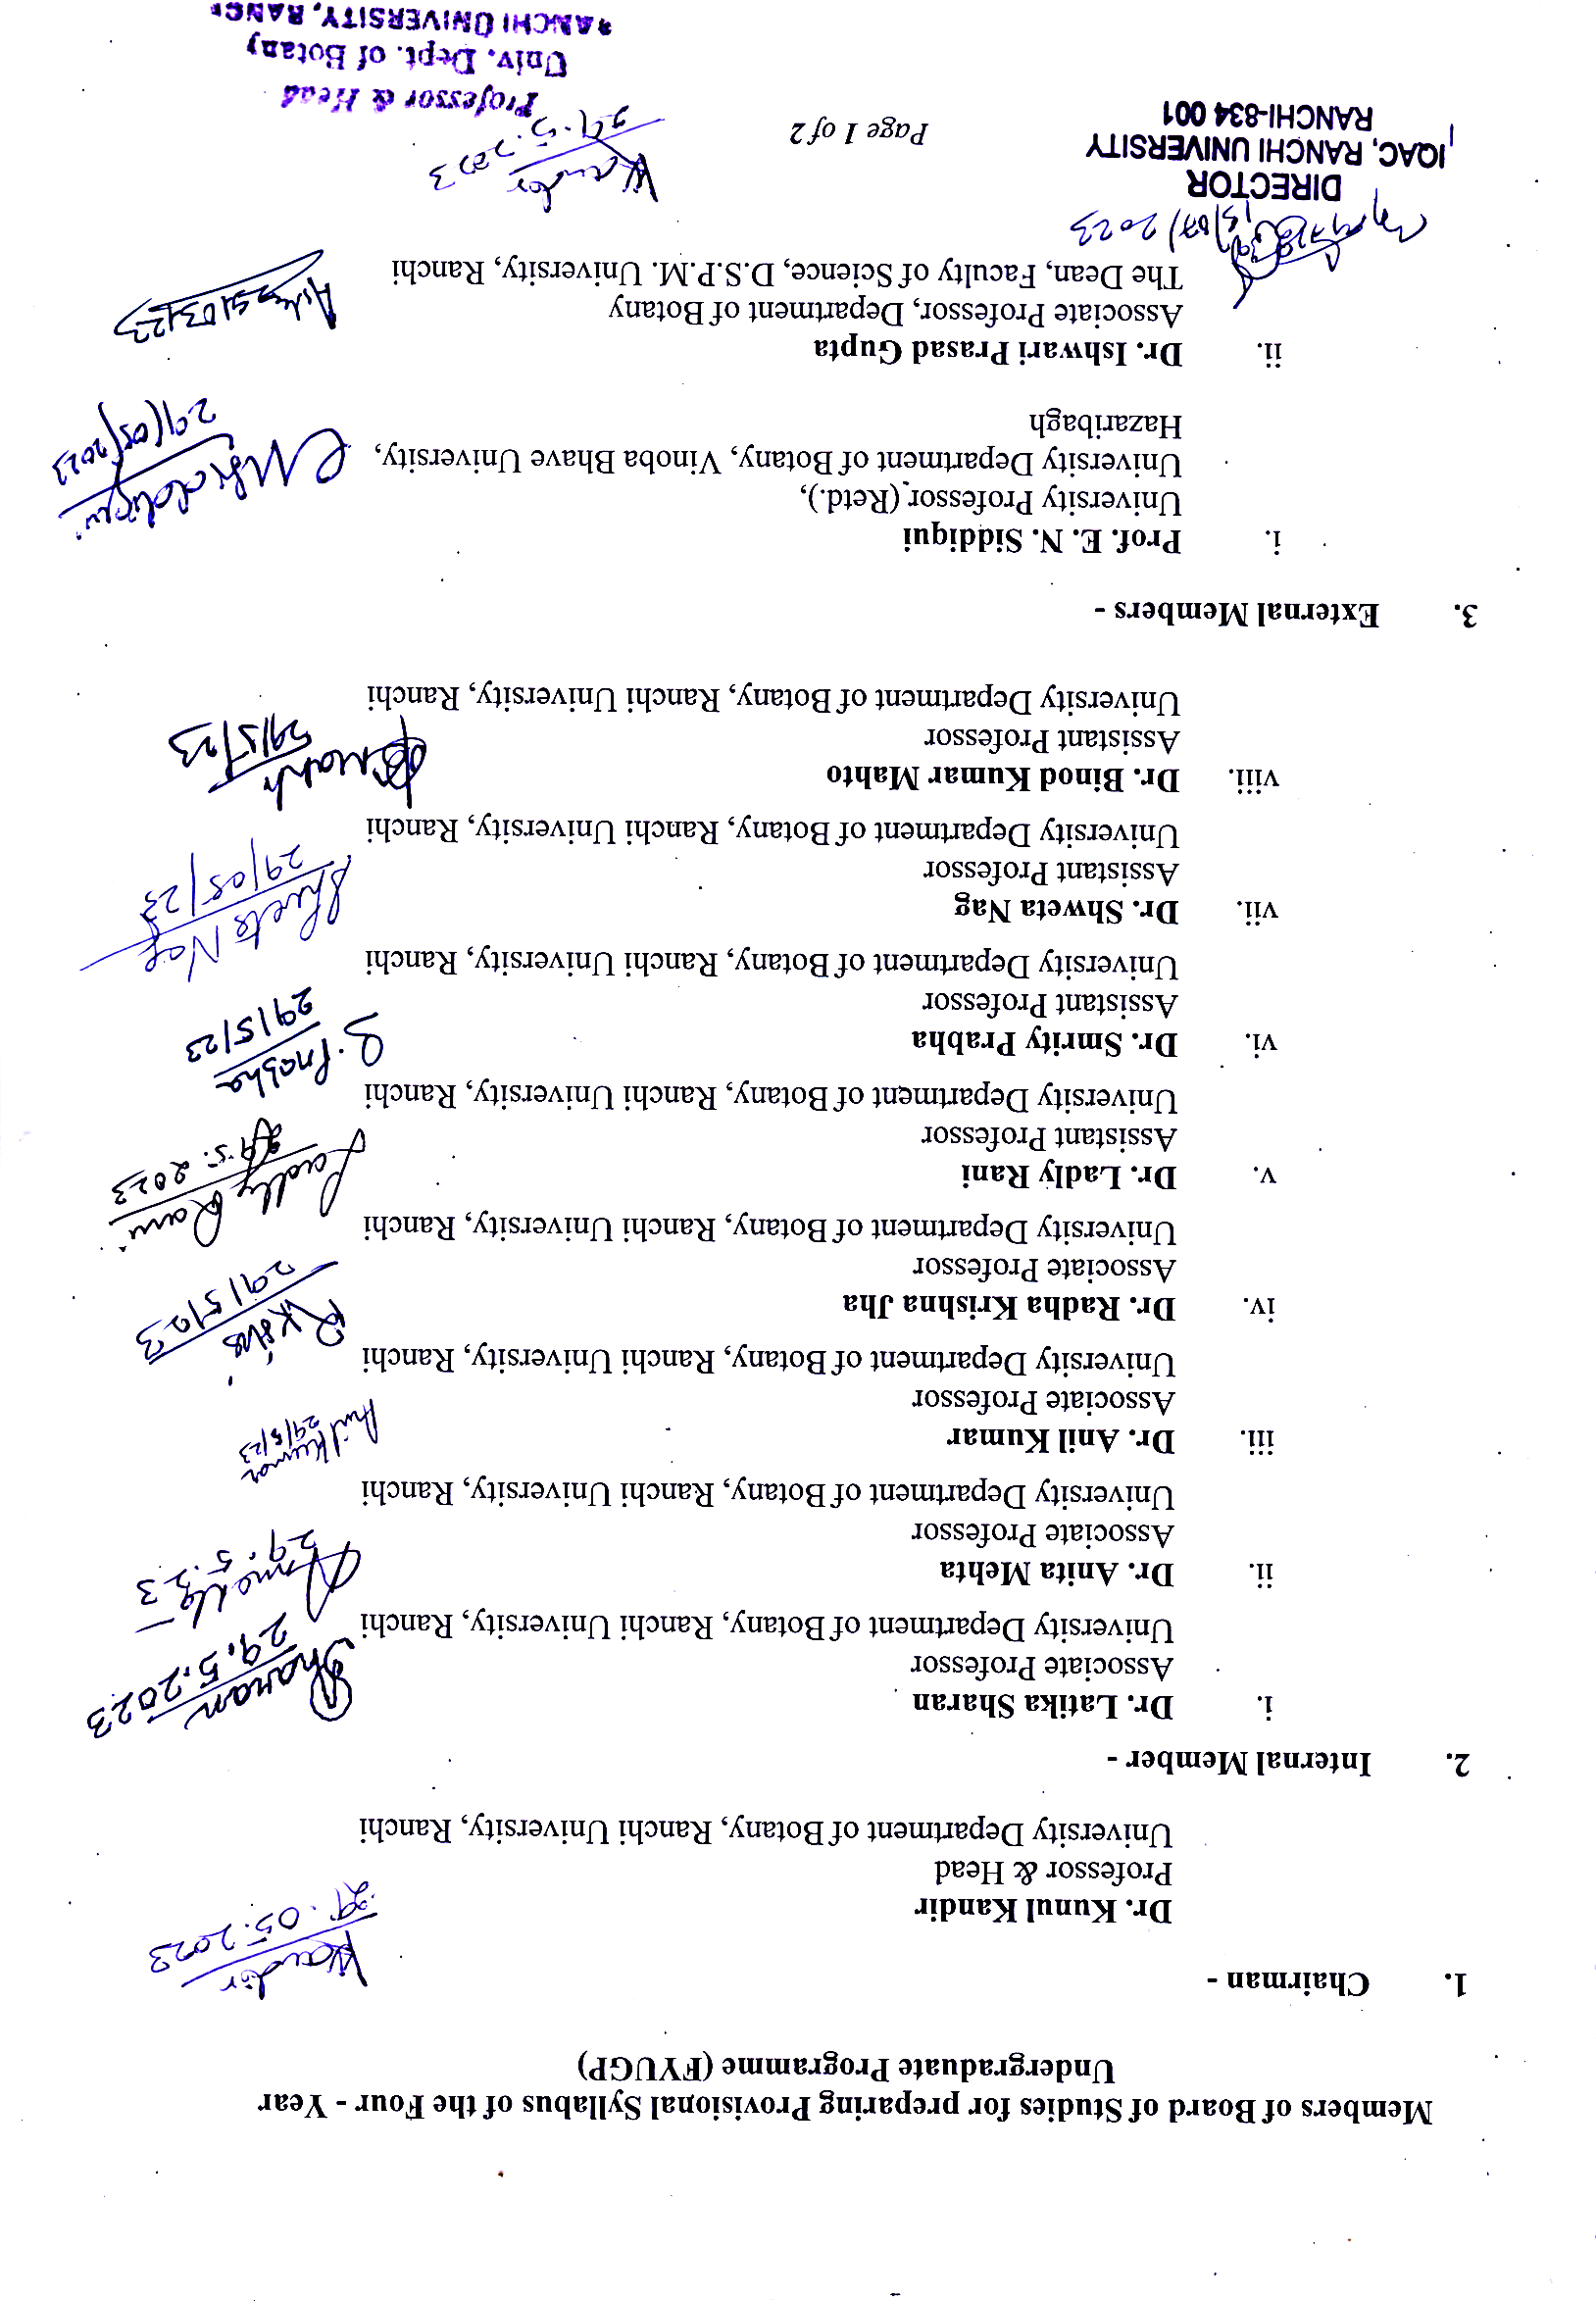 Members of Board of Studies for preparing Provisional Syllabus of the Four - Year
Undergraduate Programme (FYUGP)
1. Chairman -
Dr. Kunul Kandir
Professor & Head
University Department of Botany, Ranchi University, Ranchi
Kandir
29.05.2023
2. Internal Member -
i. Dr. Latika Sharan
Associate Professor
University Department of Botany, Ranchi University, Ranchi
Sharan
29.5.2023
ii. Dr. Anita Mehta
Associate Professor
University Department of Botany, Ranchi University, Ranchi
29.5.23
iii. Dr. Anil Kumar
Associate Professor
University Department of Botany, Ranchi University, Ranchi
Anil Kumar
29/5/23
iv. Dr. Radha Krishna Jha
Associate Professor
University Department of Botany, Ranchi University, Ranchi
29/5/23
v. Dr. Ladly Rani
Assistant Professor
University Department of Botany, Ranchi University, Ranchi
Ladly Rani
29.5.2023
vi. Dr. Smrity Prabha
Assistant Professor
University Department of Botany, Ranchi University, Ranchi
S. Prabha
29/5/23
vii. Dr. Shweta Nag
Assistant Professor
University Department of Botany, Ranchi University, Ranchi
Shweta Nag
29/05/23
viii. Dr. Binod Kumar Mahto
Assistant Professor
University Department of Botany, Ranchi University, Ranchi
29/5/23
3. External Members -
i. Prof. E. N. Siddiqui
University Professor (Retd.),
University Department of Botany, Vinoba Bhave University,
Hazaribagh
ENSiddiqui
29/05/2023
ii. Dr. Ishwari Prasad Gupta
Associate Professor, Department of Botany
The Dean, Faculty of Science, D.S.P.M. University, Ranchi
/07/2023
DIRECTOR
IQAC, RANCHI UNIVERSITY
RANCHI-834 001
Page 1 of 2
Kandir
29.5.2023
Professor & Head
Univ. Dept. of Botany
RANCHI UNIVERSITY, RANC